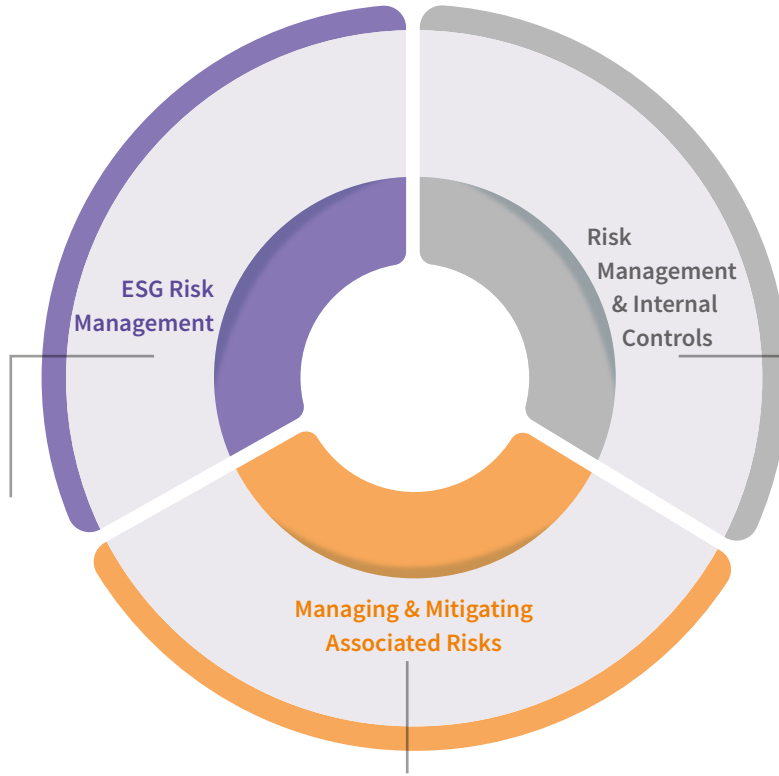 ESG Risk
Management
Risk
Management
& Internal
Controls
Managing & Mitigating
Associated Risks